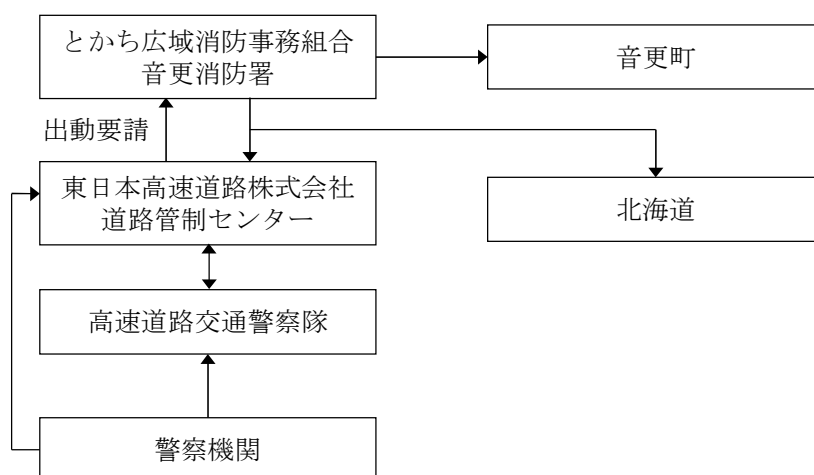 とかち広域消防事務組合
音更消防署
音更町
出動要請
東日本高速道路株式会社
道路管制センター
北海道
高速道路交通警察隊
警察機関